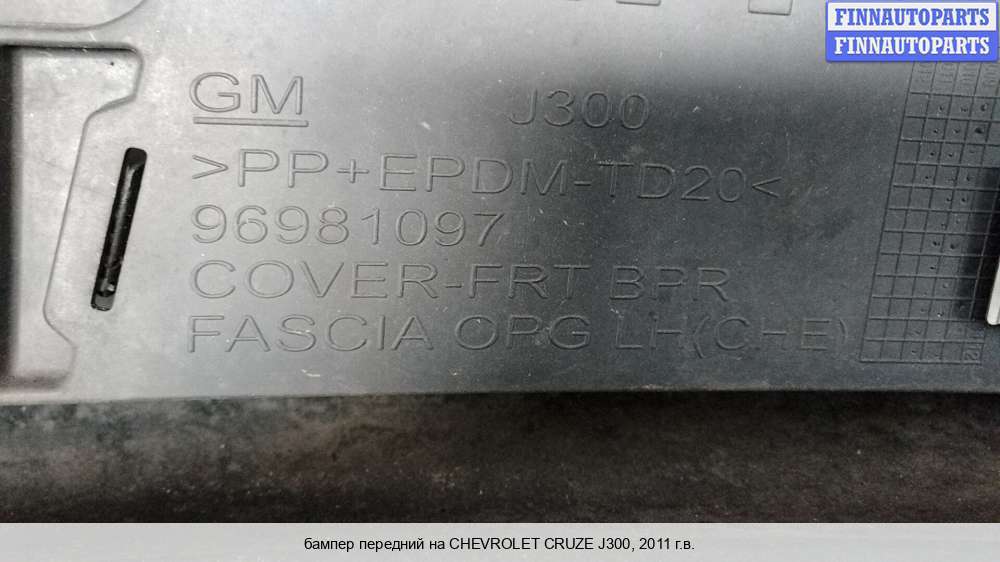 FINNAUTOPARTS
FINNAUTOPARTS
GM J300
>PP+EPDM-TD20<
96981097
COVER-FRT BPR
FASCIA OPG LH(CHE)
бампер передний на CHEVROLET CRUZE J300, 2011 г.в.